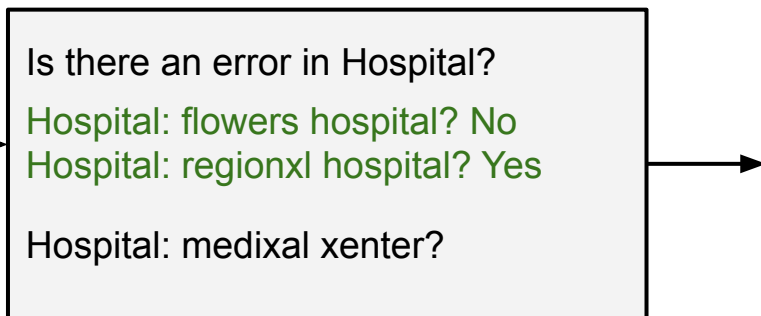 Is there an error in Hospital?
Hospital: flowers hospital? No
Hospital: regionxl hospital? Yes
Hospital: medixal xenter?